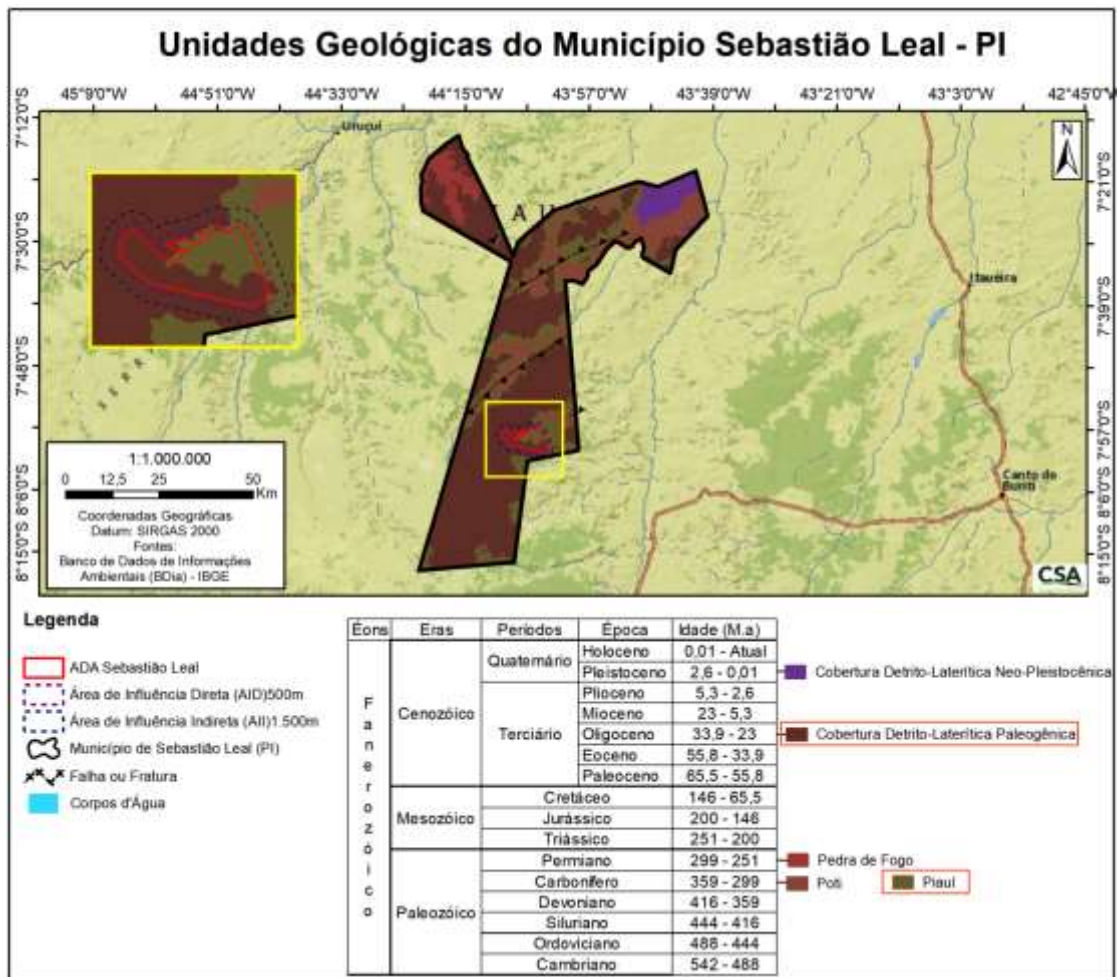 Unidades Geológicas do Município Sebastião Leal - PI
45°9'0"W 44°51'0"W 44°33'0"W 44°15'0"W 43°57'0"W 43°39'0"W 43°21'0"W 43°3'0"W 42°45'0"W
7°12'0"S
7°30'0"S
7°48'0"S
8°6'0"S
8°15'0"S
7°21'0"S
7°39'0"S
7°57'0"S
8°6'0"S
8°15'0"S
N
Uruçuí
Itaueira
Canto do
Buriti
SERR
1:1.000.000
0 12,5 25 50
Km
Coordenadas Geográficas
Datum: SIRGAS 2000
Fontes:
Banco de Dados de Informações
Ambientais (BDia) - IBGE
CSA
Legenda
ADA Sebastião Leal
Área de Influência Direta (AID)500m
Área de Influência Indireta (AII)1.500m
Município de Sebastião Leal (PI)
Falha ou Fratura
Corpos d'Água
Éons Eras Períodos Época Idade (M.a)
Fanerozóico
Cenozóico
Quaternário
Holoceno 0,01 - Atual
Pleistoceno 2,6 - 0,01 Cobertura Detrito-Laterítica Neo-Pleistocênica
Terciário
Plioceno 5,3 - 2,6
Mioceno 23 - 5,3
Oligoceno 33,9 - 23 Cobertura Detrito-Laterítica Paleogênica
Eoceno 55,8 - 33,9
Paleoceno 65,5 - 55,8
Mesozóico
Cretáceo 146 - 65,5
Jurássico 200 - 146
Triássico 251 - 200
Paleozóico
Permiano 299 - 251 Pedra de Fogo
Carbonífero 359 - 299 Poti Piauí
Devoniano 416 - 359
Siluriano 444 - 416
Ordoviciano 488 - 444
Cambriano 542 - 488